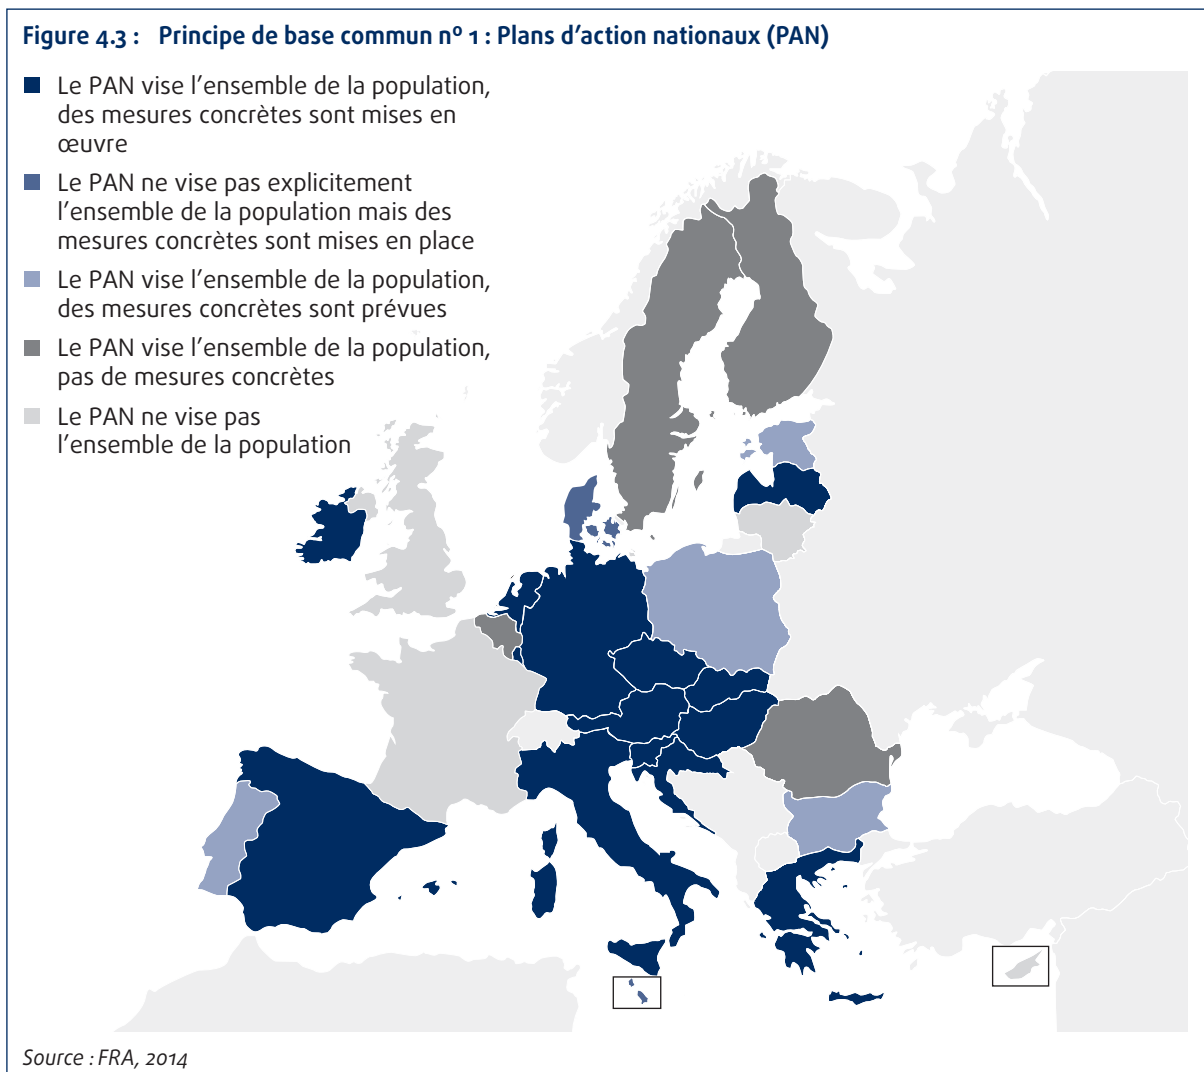 Figure 4.3 : Principe de base commun nº 1 : Plans d'action nationaux (PAN)
Le PAN vise l'ensemble de la population,
des mesures concrètes sont mises en
œuvre
Le PAN ne vise pas explicitement
l'ensemble de la population mais des
mesures concrètes sont mises en place
Le PAN vise l'ensemble de la population,
des mesures concrètes sont prévues
Le PAN vise l'ensemble de la population,
pas de mesures concrètes
Le PAN ne vise pas
l'ensemble de la population
Source : FRA, 2014